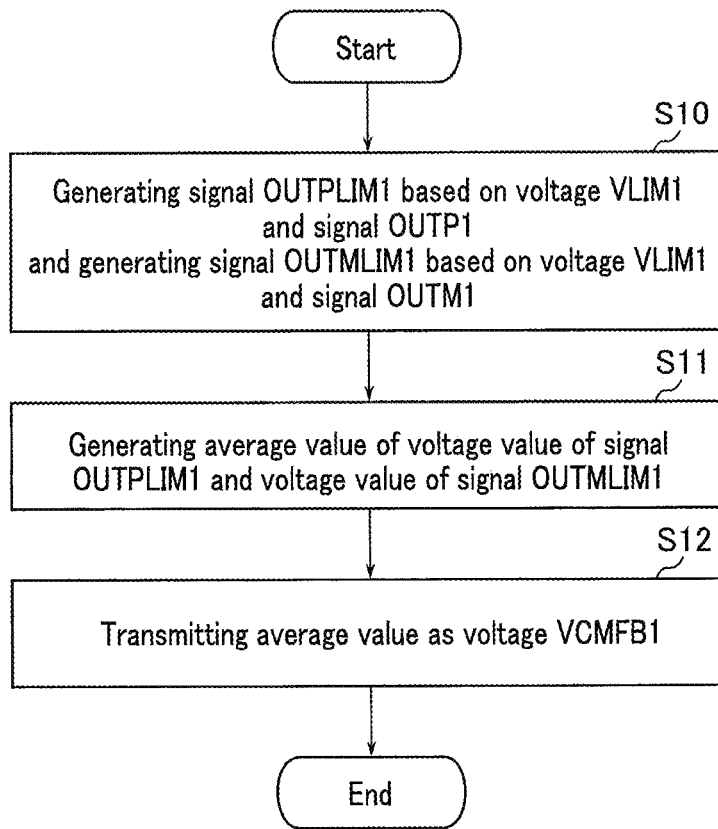 Start
S10
Generating signal OUTPLIM1 based on voltage VLIM1
and signal OUTP1
and generating signal OUTMLIM1 based on voltage VLIM1
and signal OUTM1
S11
Generating average value of voltage value of signal
OUTPLIM1 and voltage value of signal OUTMLIM1
S12
Transmitting average value as voltage VCMFB1
End